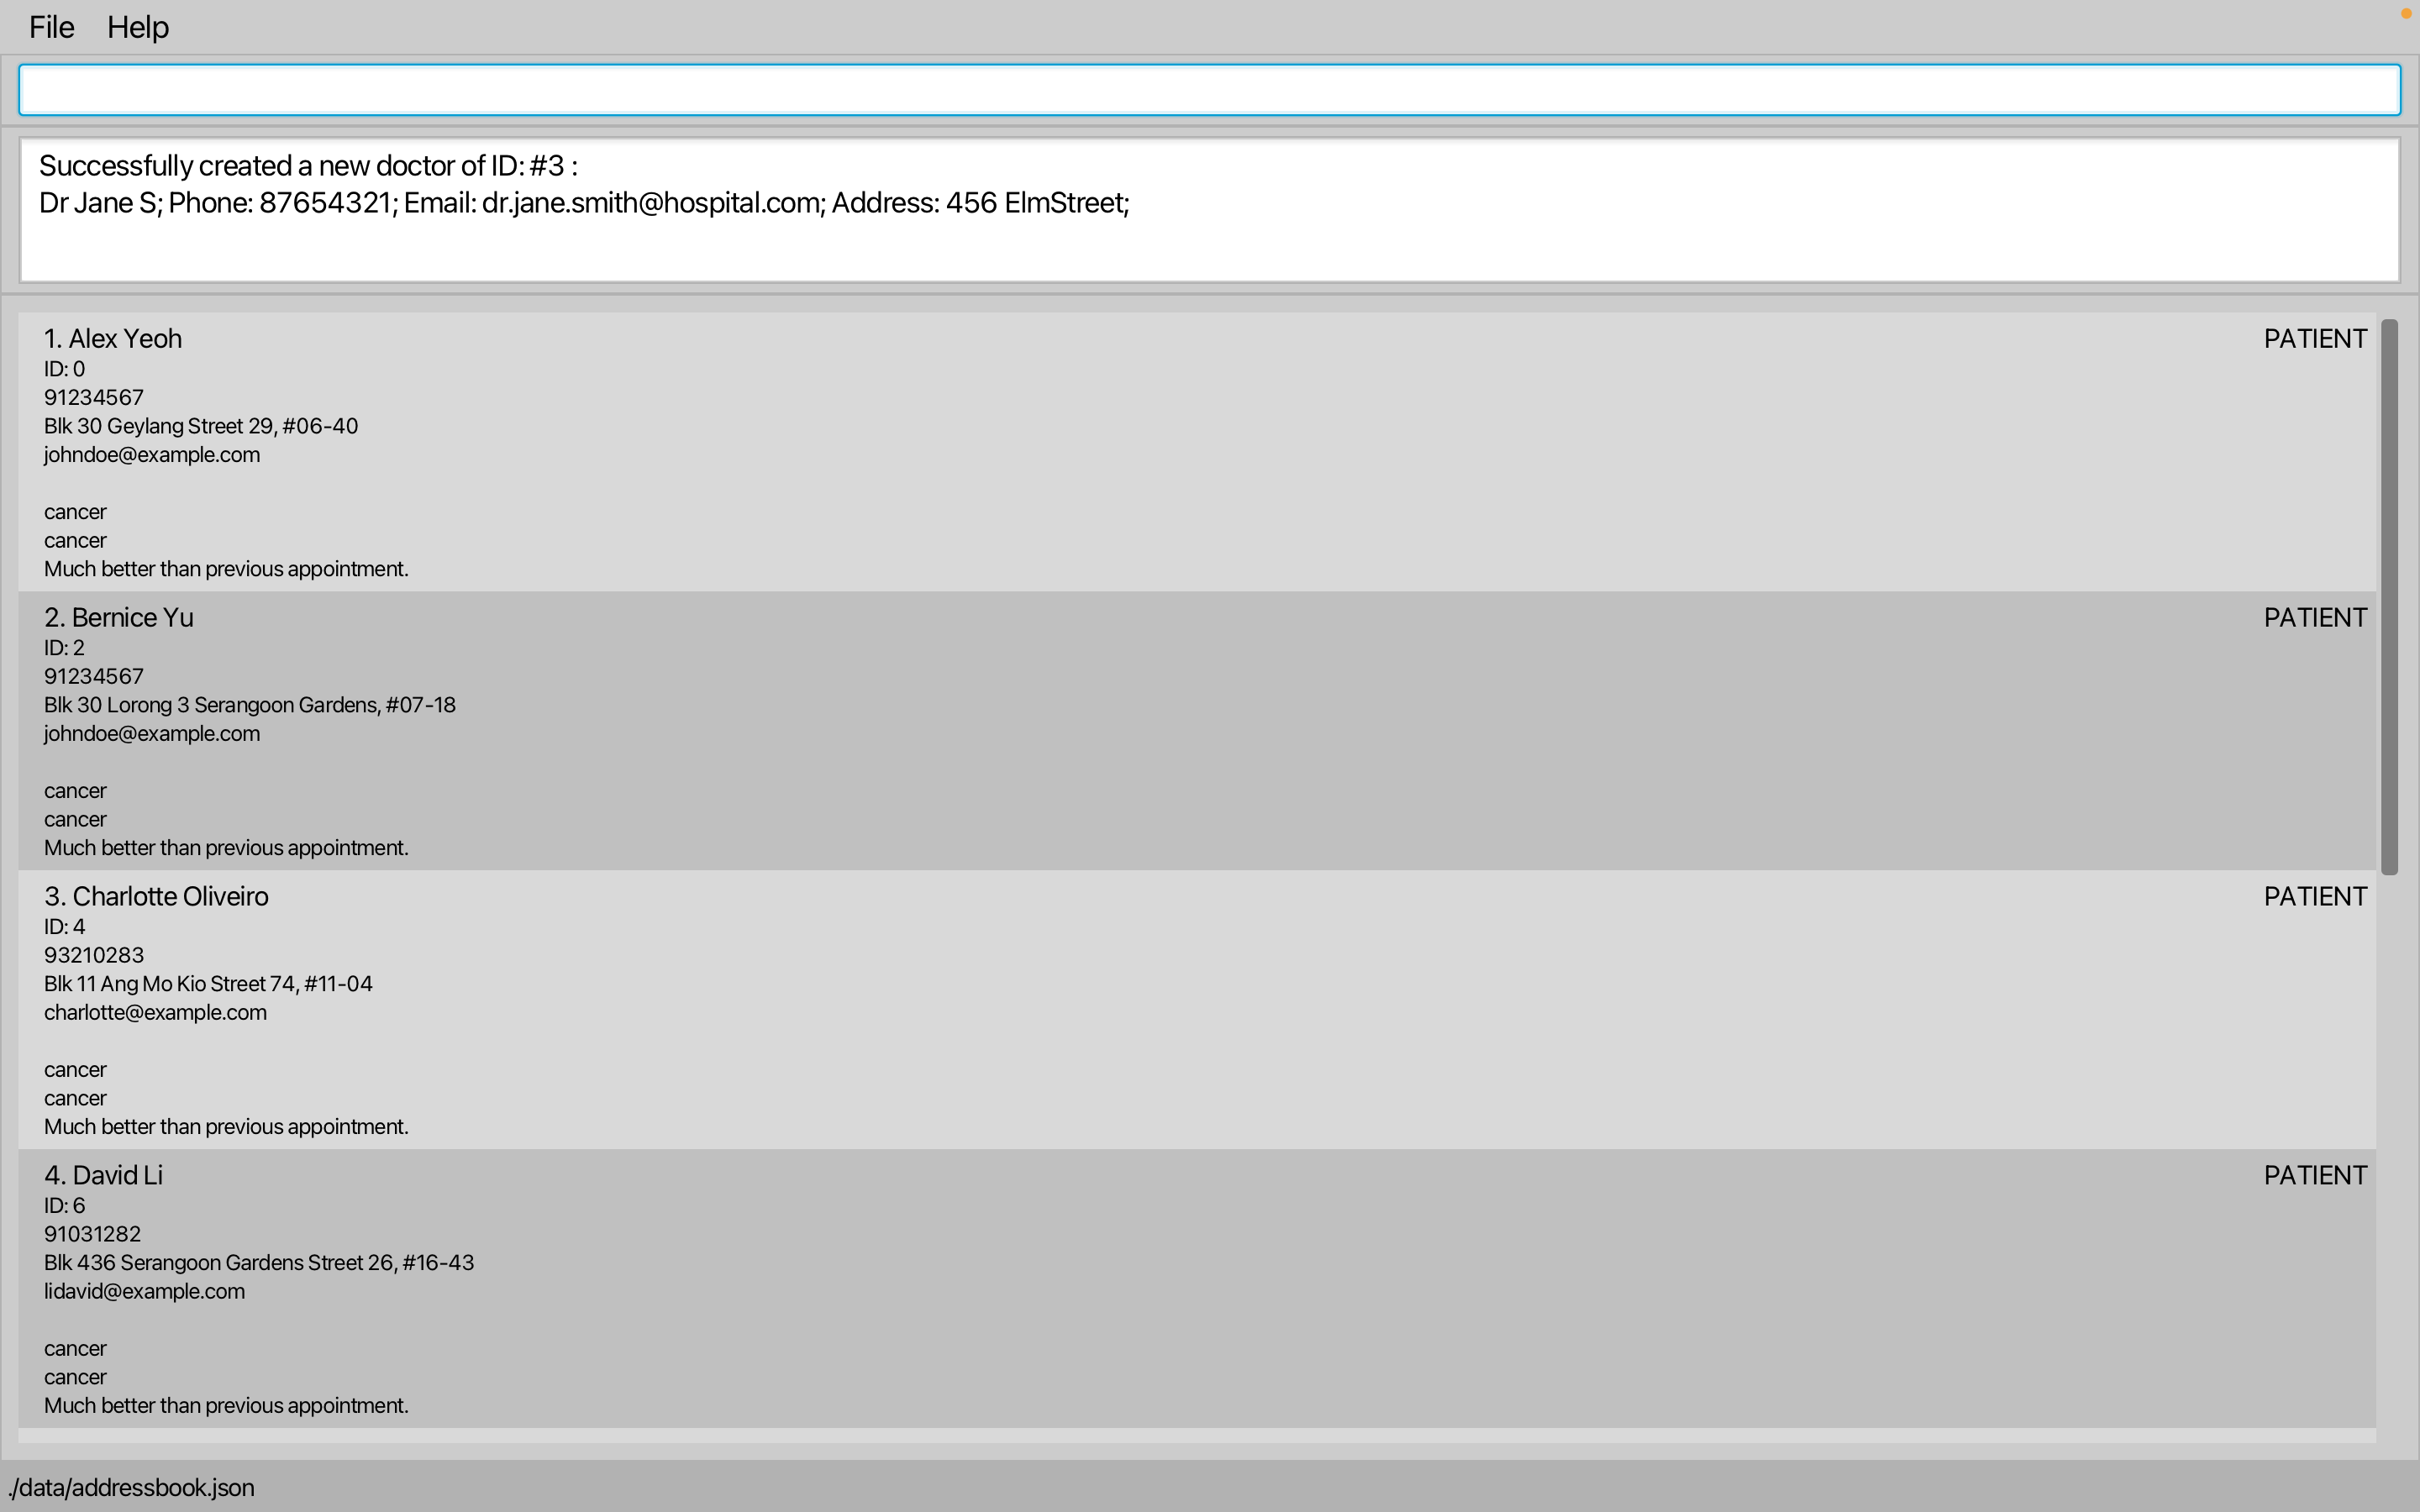 File Help
Successfully created a new doctor of ID: #3 :
Dr Jane S; Phone: 87654321; Email: dr.jane.smith@hospital.com; Address: 456 ElmStreet;
1. Alex Yeoh PATIENT
ID: 0
91234567
Blk 30 Geylang Street 29, #06-40
johndoe@example.com
cancer
cancer
Much better than previous appointment.
2. Bernice Yu PATIENT
ID: 2
91234567
Blk 30 Lorong 3 Serangoon Gardens, #07-18
johndoe@example.com
cancer
cancer
Much better than previous appointment.
3. Charlotte Oliveiro PATIENT
ID: 4
93210283
Blk 11 Ang Mo Kio Street 74, #11-04
charlotte@example.com
cancer
cancer
Much better than previous appointment.
4. David Li PATIENT
ID: 6
91031282
Blk 436 Serangoon Gardens Street 26, #16-43
lidavid@example.com
cancer
cancer
Much better than previous appointment.
./data/addressbook.json